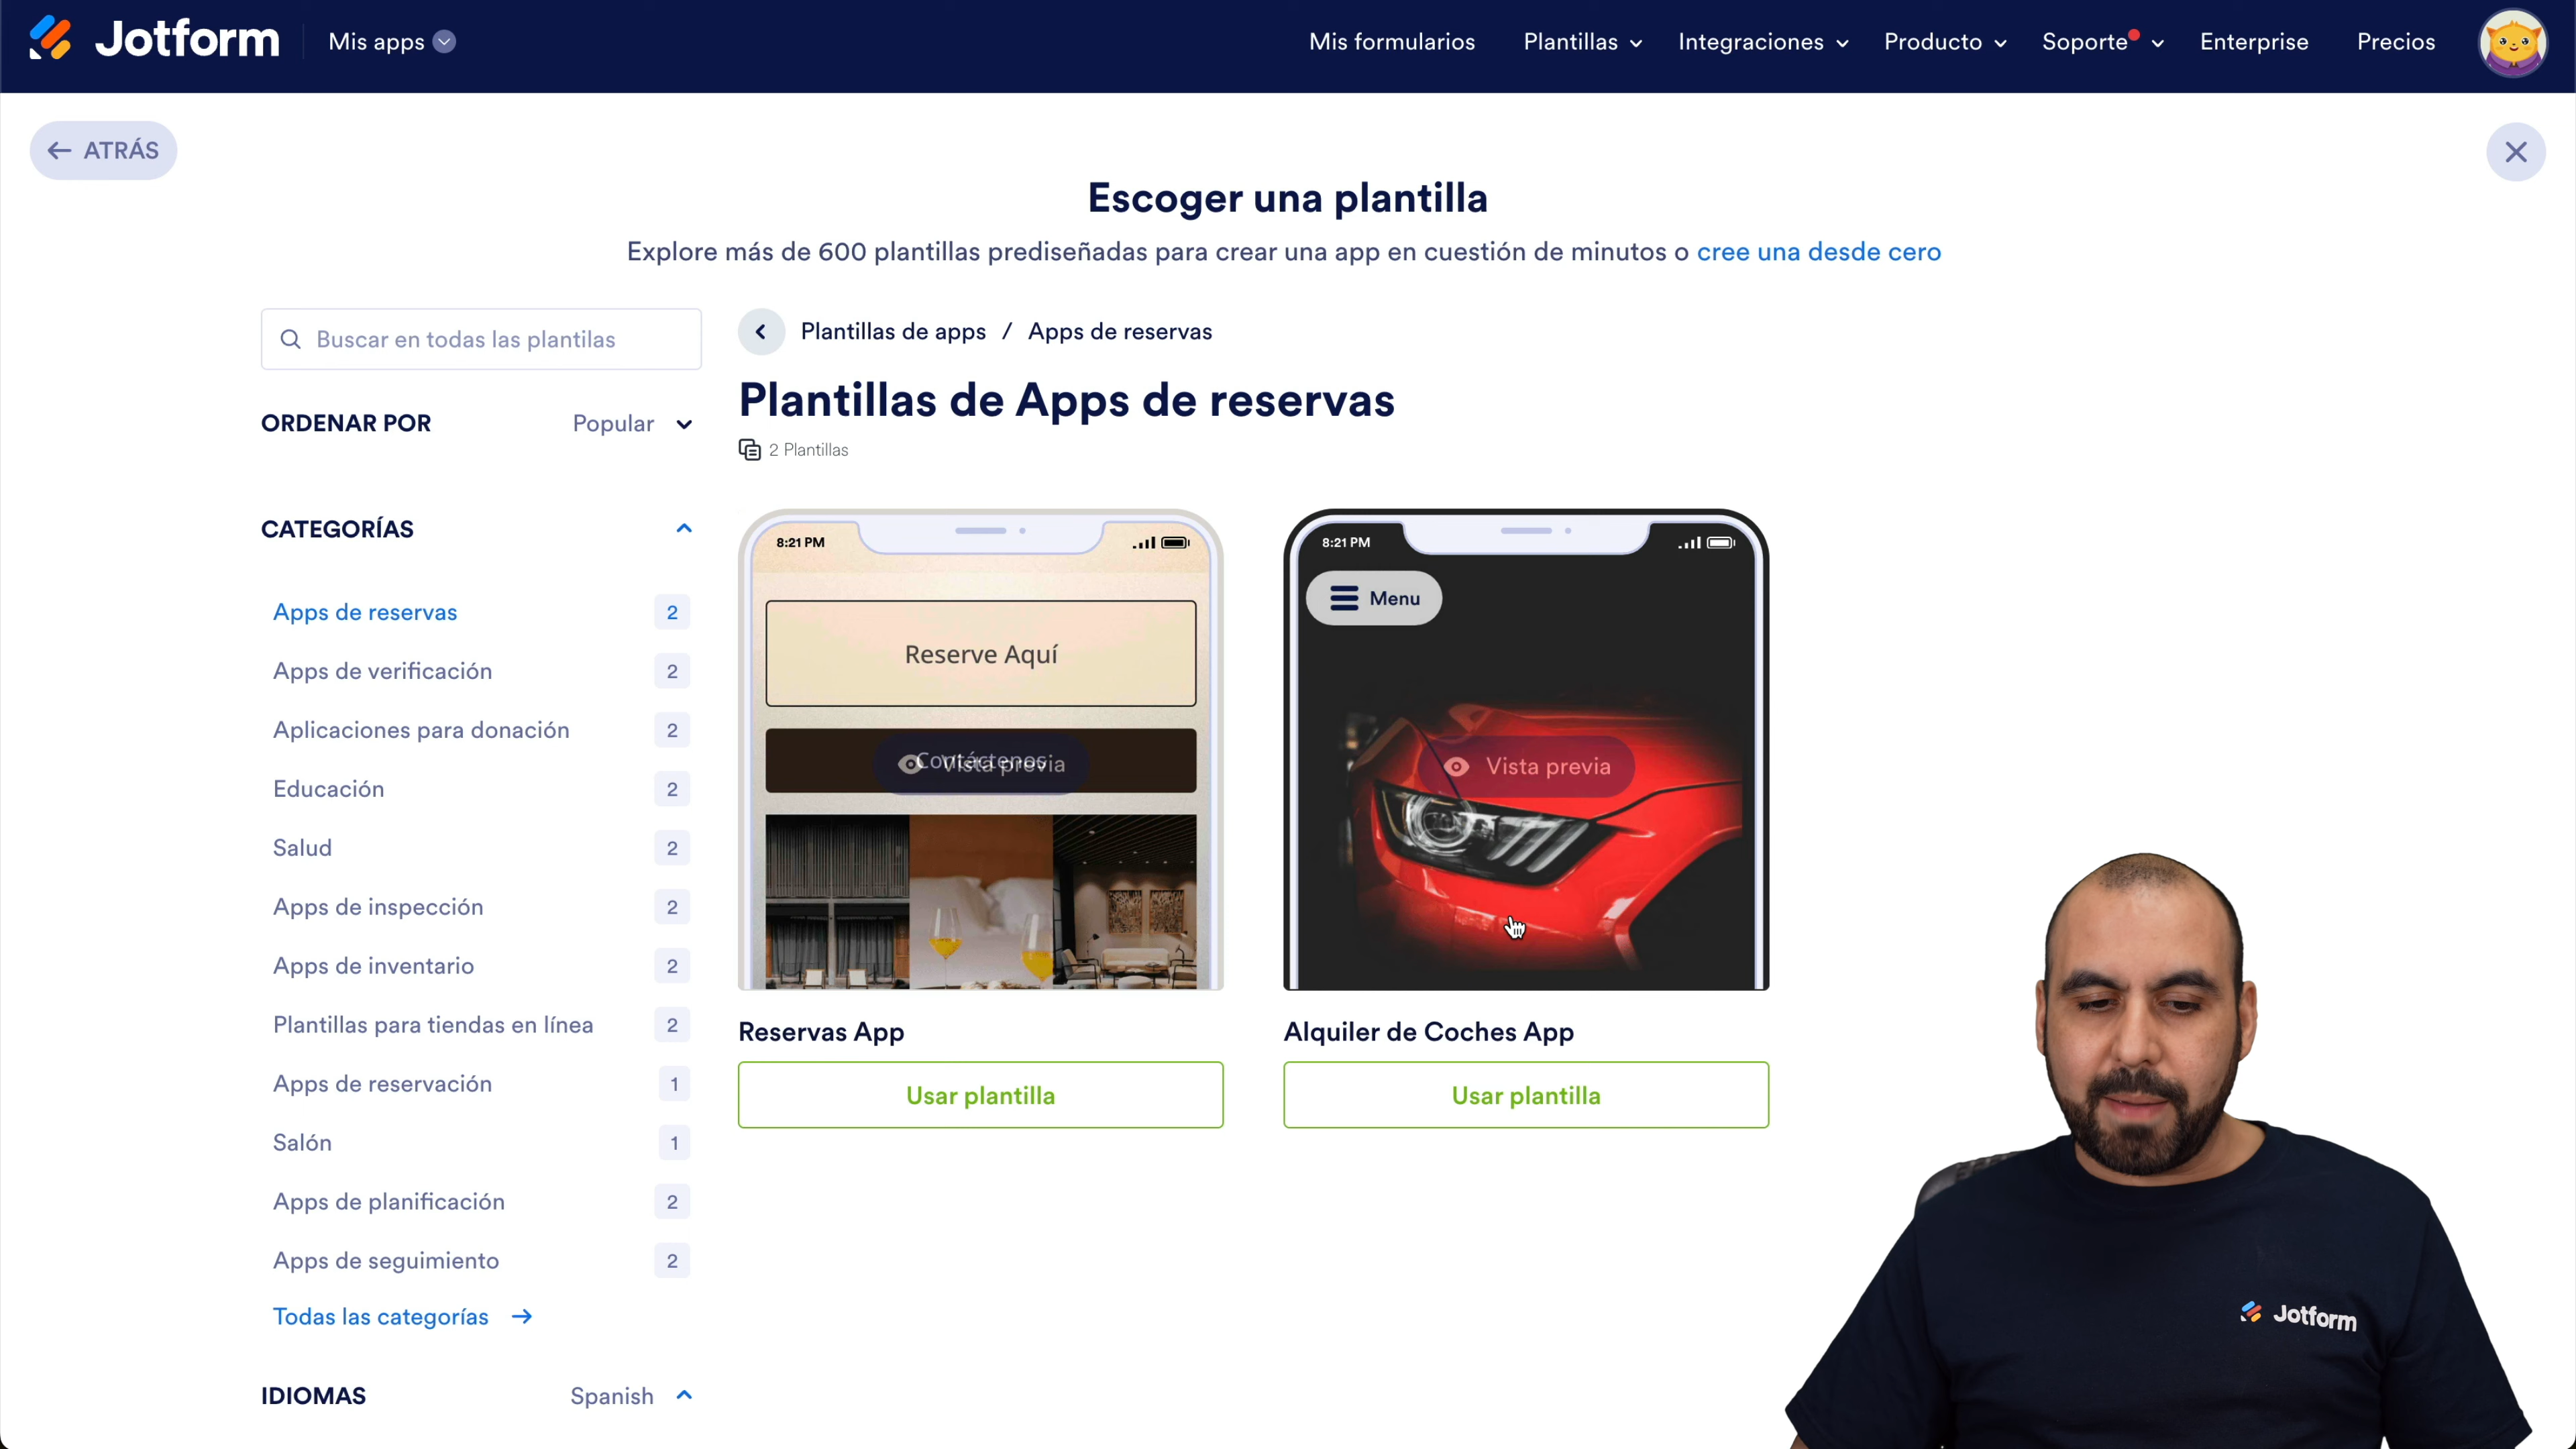 Jotform
Mis apps
Mis formularios
Plantillas
Integraciones
Producto
Soporte
Enterprise
Precios
ATRÁS
Escoger una plantilla
Explore más de 600 plantillas prediseñadas para crear una app en cuestión de minutos o cree una desde cero
Buscar en todas las plantilas
ORDENAR POR
Popular
CATEGORÍAS
Apps de reservas 2
Apps de verificación 2
Aplicaciones para donación 2
Educación 2
Salud 2
Apps de inspección 2
Apps de inventario 2
Plantillas para tiendas en línea 2
Apps de reservación 1
Salón 1
Apps de planificación 2
Apps de seguimiento 2
Todas las categorías
IDIOMAS
Spanish
Plantillas de apps / Apps de reservas
Plantillas de Apps de reservas
2 Plantillas
8:21 PM
Reserve Aquí
Contáctenos
Vista previa
Reservas App
Usar plantilla
8:21 PM
Menu
Vista previa
Alquiler de Coches App
Usar plantilla
Jotform